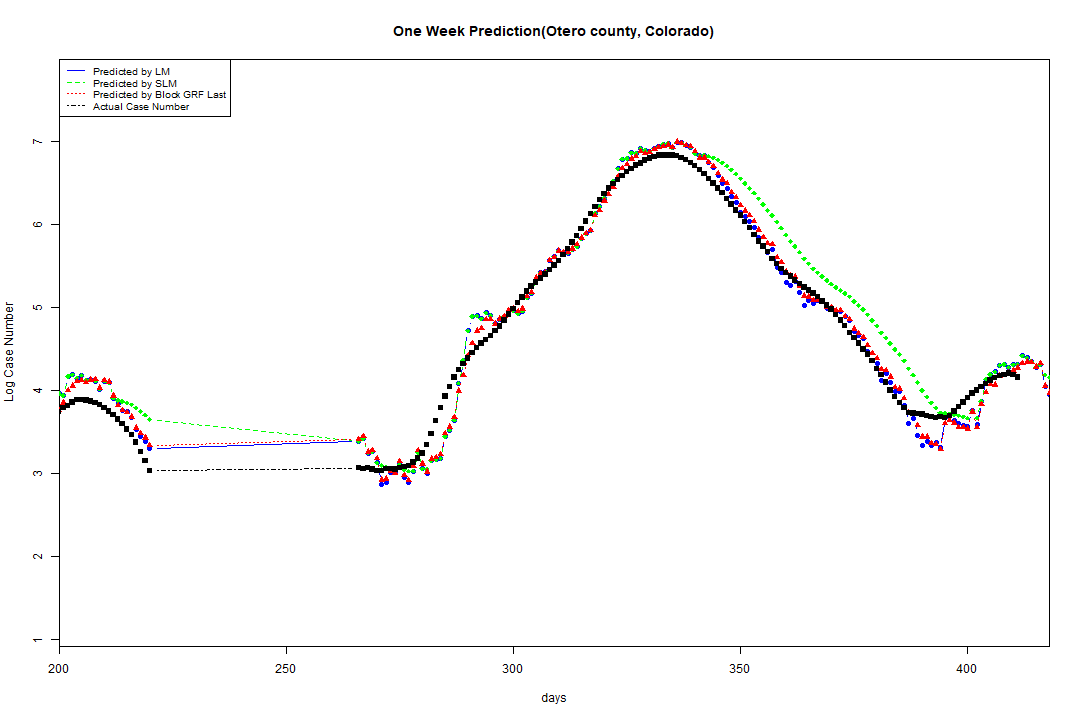 One Week Prediction(Otero county, Colorado)
Predicted by LM
Predicted by SLM
Predicted by Block GRF Last
Actual Case Number
Log Case Number
7
6
5
4
3
2
1
200 250 300 350 400
days